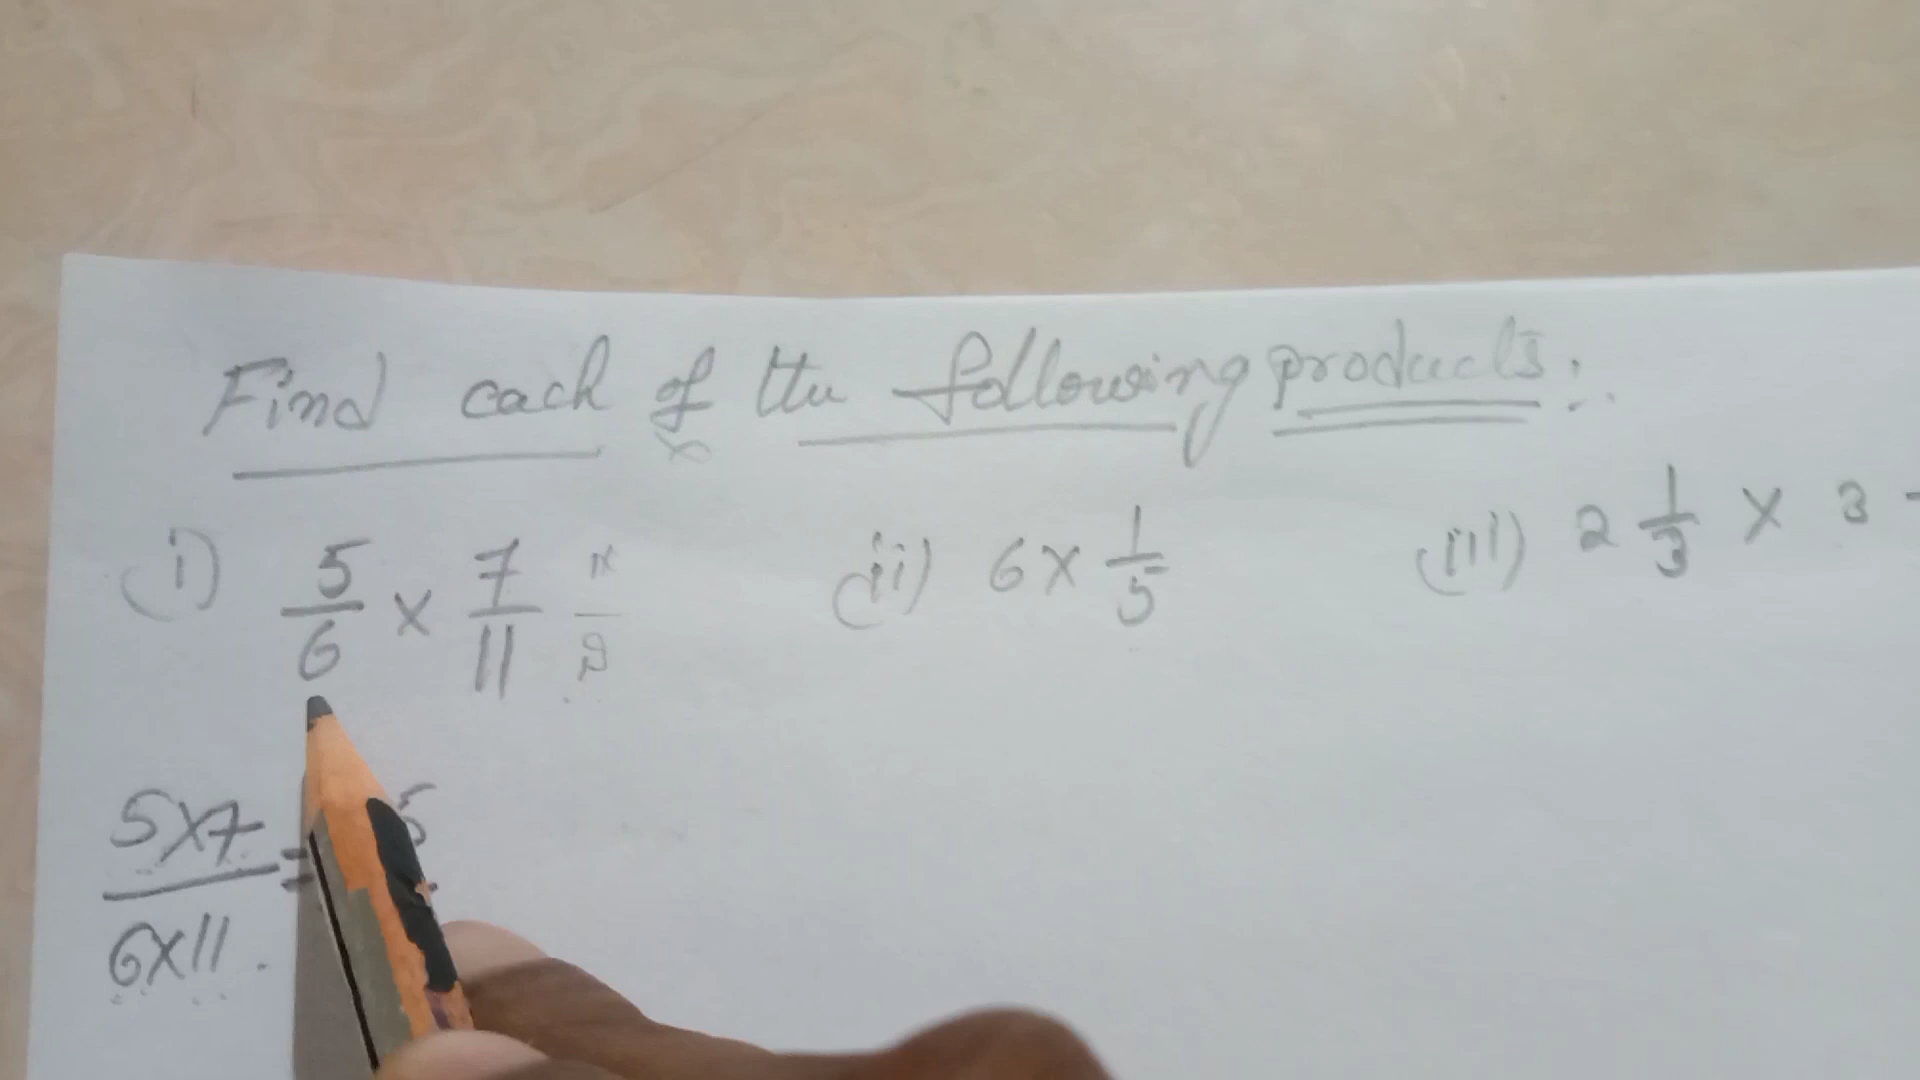 Find each of the following products:
(i) 5/6 × 7/11 N/D (ii) 6 × 1/5 (iii) 2 1/3 × 3
5×7/6×11 = 5